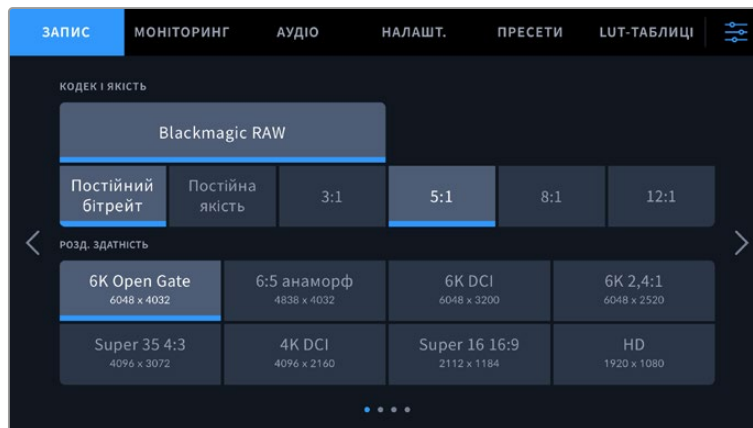 ЗАПИС МОНІТОРИНГ АУДІО НАЛАШТ. ПРЕСЕТИ LUT-ТАБЛИЦІ
КОДЕК І ЯКІСТЬ
Blackmagic RAW
Постійний бітрейт Постійна якість 3:1 5:1 8:1 12:1
РОЗД. ЗДАТНІСТЬ
6K Open Gate 6:5 анаморф 6K DCI 6K 2,4:1
6048 x 4032 4838 x 4032 6048 x 3200 6048 x 2520
Super 35 4:3 4K DCI Super 16 16:9 HD
4096 x 3072 4096 x 2160 2112 x 1184 1920 x 1080